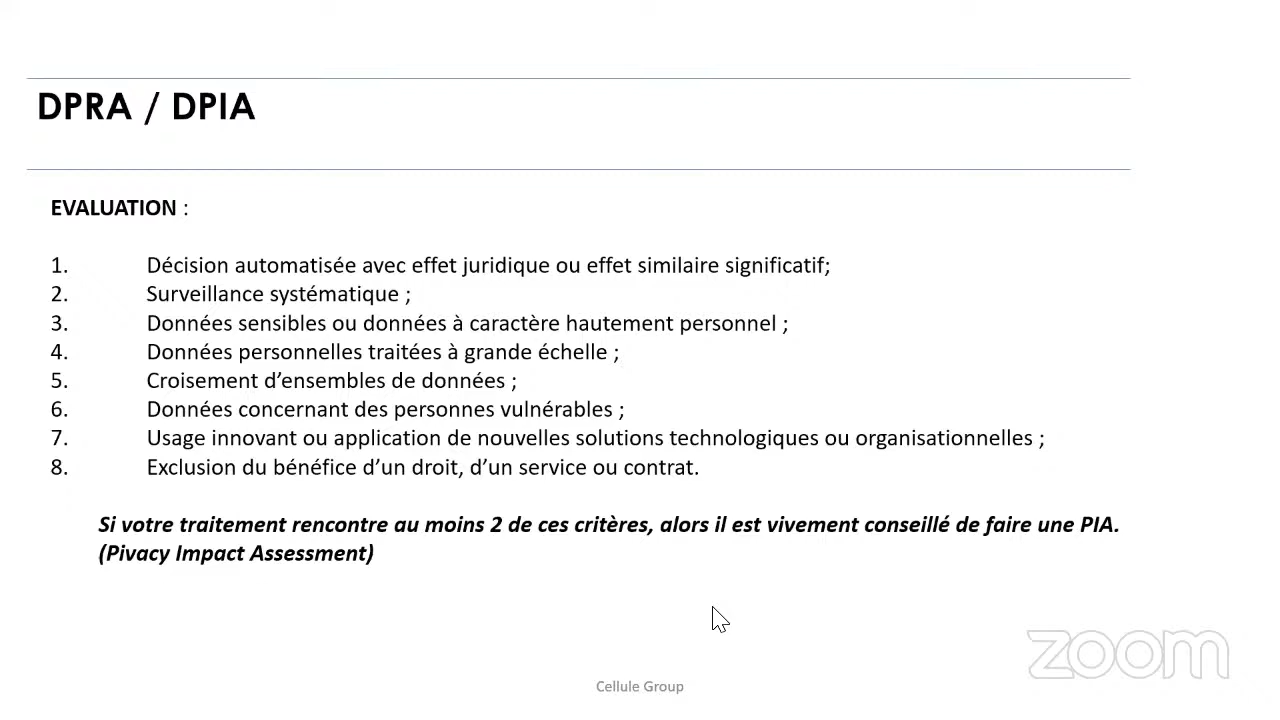 DPRA / DPIA
EVALUATION :
1. Décision automatisée avec effet juridique ou effet similaire significatif;
2. Surveillance systématique ;
3. Données sensibles ou données à caractère hautement personnel ;
4. Données personnelles traitées à grande échelle ;
5. Croisement d’ensembles de données ;
6. Données concernant des personnes vulnérables ;
7. Usage innovant ou application de nouvelles solutions technologiques ou organisationnelles ;
8. Exclusion du bénéfice d’un droit, d’un service ou contrat.
Si votre traitement rencontre au moins 2 de ces critères, alors il est vivement conseillé de faire une PIA.
(Pivacy Impact Assessment)
zoom
Cellule Group